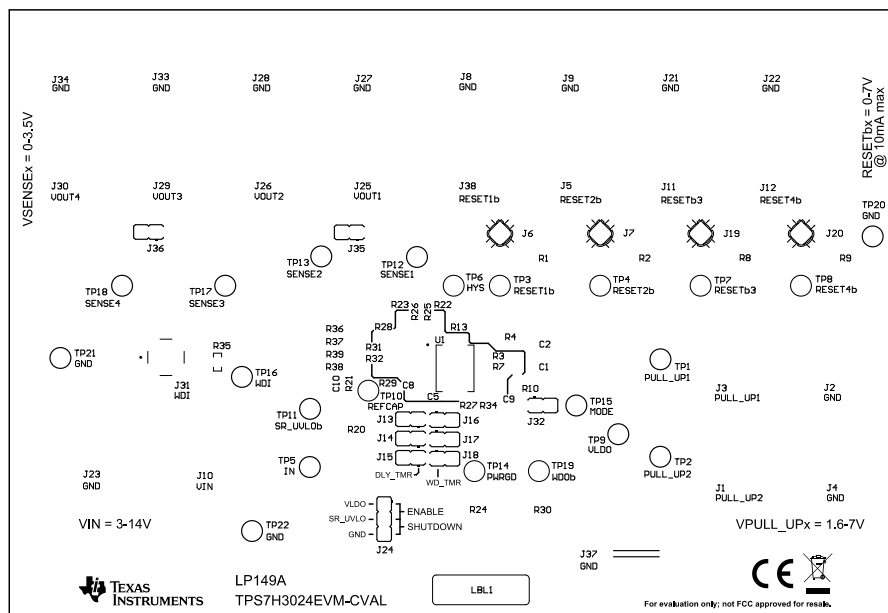 J34
GND
J33
GND
J28
GND
J27
GND
J8
GND
J9
GND
J21
GND
J22
GND
VSENSEx = 0-3.5V
RESETbx = 0-7V
@ 10mA max
J30
VOUT4
J29
VOUT3
J26
VOUT2
J25
VOUT1
J38
RESET1b
J5
RESET2b
J11
RESETb3
J12
RESET4b
TP20
GND
J36
J35
J6
J7
J19
J20
TP13
SENSE2
TP12
SENSE1
R1
R2
R8
R9
TP18
SENSE4
TP17
SENSE3
TP6
HYS
TP3
RESET1b
TP4
RESET2b
TP7
RESETb3
TP8
RESET4b
R23
R26
R25
R22
R28
R13
R36
R37
R39
R38
R31
R32
U1
R4
R3
R7
C2
C1
TP21
GND
J31
WDI
R35
TP16
WDI
C10
R21
R29
C8
TP10
REFCAP
C5
R27
R34
C9
R10
J32
TP15
MODE
TP1
PULL_UP1
J3
PULL_UP1
J2
GND
TP11
SR_UVLOb
R20
J13
J16
J14
J17
J15
J18
DLY_TMR
WD_TMR
TP9
VLDO
TP5
IN
TP14
PWRGD
TP19
WDOb
TP2
PULL_UP2
J23
GND
J10
VIN
J1
PULL_UP2
J4
GND
VIN = 3-14V
TP22
GND
VLDO
SR_UVLO
GND
ENABLE
SHUTDOWN
J24
R24
R30
VPULL_UPx = 1.6-7V
J37
GND
TEXAS
INSTRUMENTS
LP149A
TPS7H3024EVM-CVAL
LBL1
CE
For evaluation only; not FCC approved for resale.